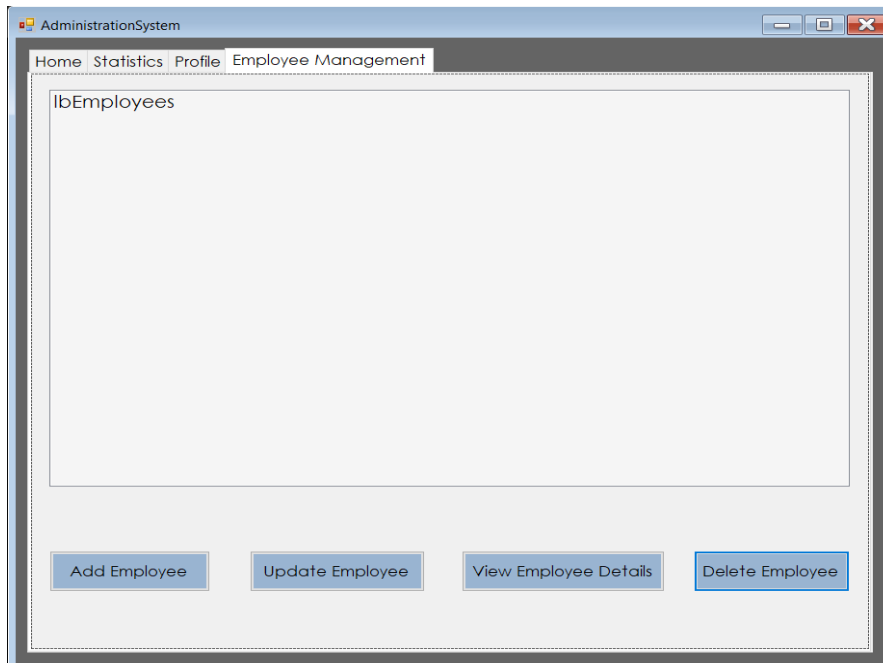 AdministrationSystem
Home Statistics Profile Employee Management
lbEmployees
Add Employee Update Employee View Employee Details Delete Employee